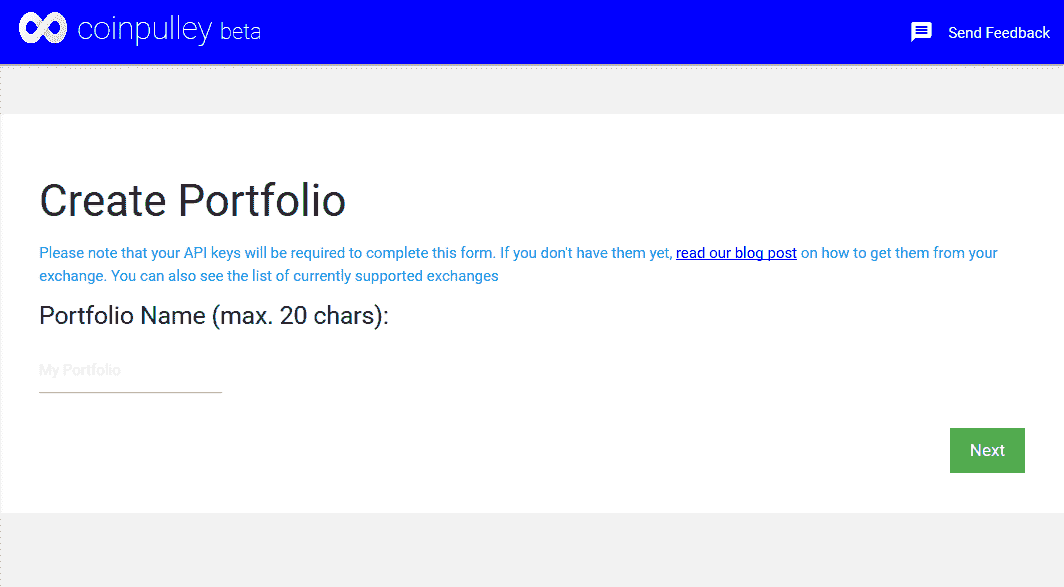 coinpulley beta
Send Feedback
Create Portfolio
Please note that your API keys will be required to complete this form. If you don't have them yet, read our blog post on how to get them from your
exchange. You can also see the list of currently supported exchanges
Portfolio Name (max. 20 chars):
My Portfolio
Next